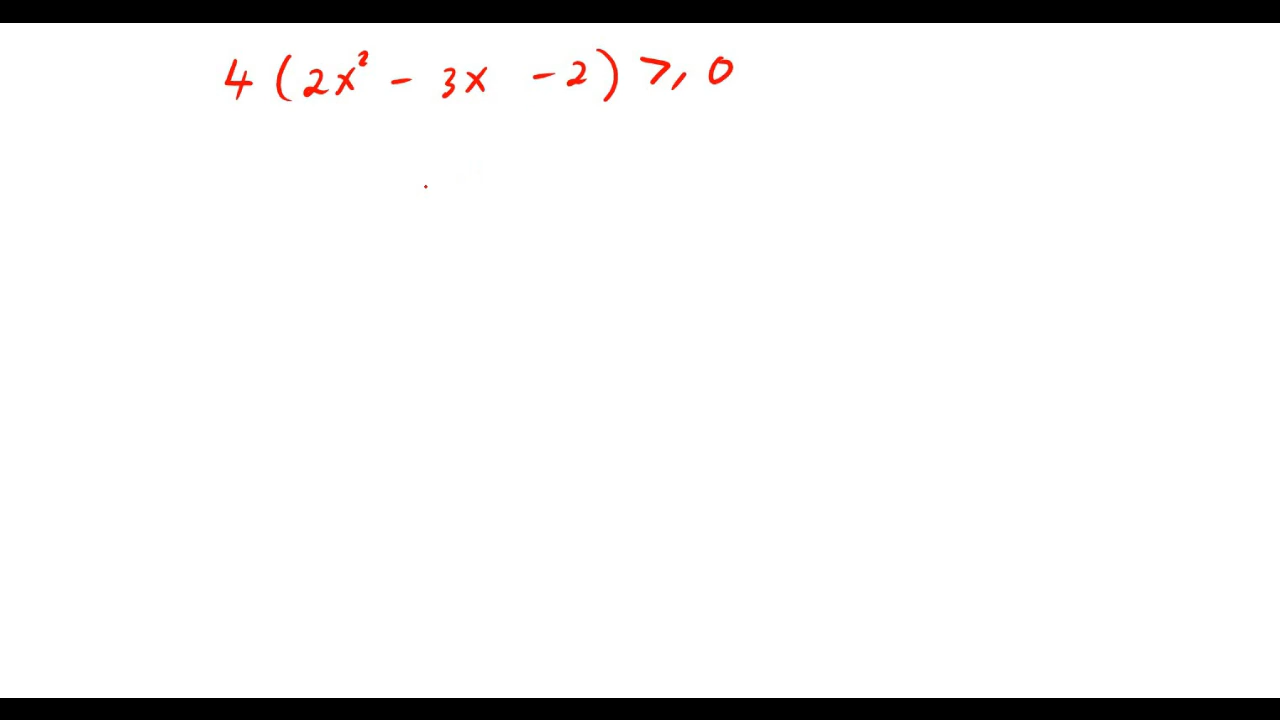 4 (2x² - 3x - 2) ≥ 0